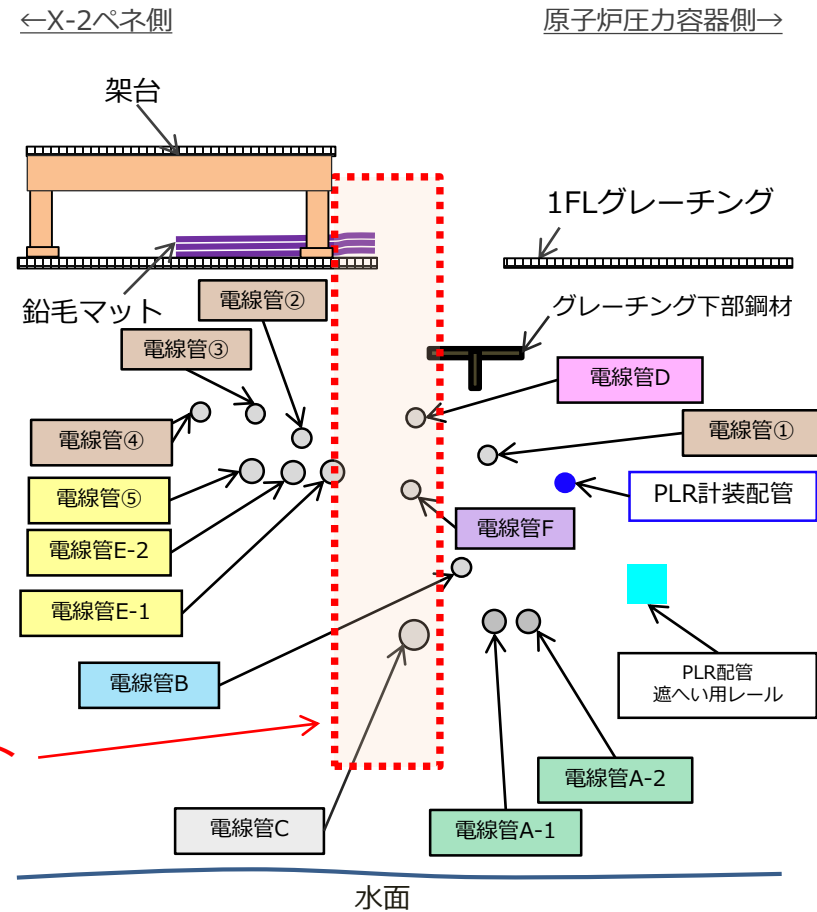 ←X-2ペネ側
原子炉圧力容器側→
架台
1FLグレーチング
鉛毛マット
電線管②
グレーチング下部鋼材
電線管③
電線管D
電線管④
電線管①
電線管⑤
PLR計装配管
電線管F
電線管E-2
電線管E-1
電線管B
PLR配管
遮へい用レール
電線管A-2
電線管C
電線管A-1
水面